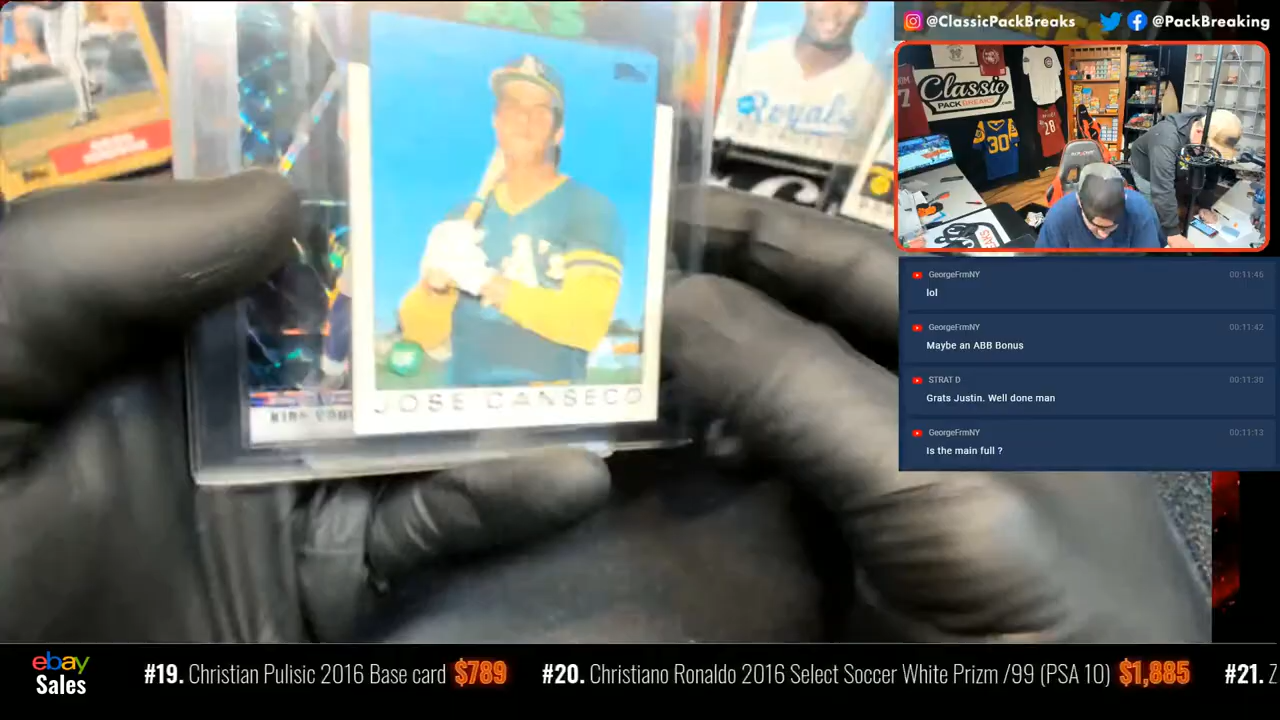 @ClassicPackBreaks
@PackBreaking
A's
JOSE CANSECO
Royals
Classic
PACK BREAKS
30
28
GeorgeFrmNY
00:11:45
lol
GeorgeFrmNY
00:11:42
Maybe an ABB Bonus
STRAT D
00:11:30
Grats Justin. Well done man
GeorgeFrmNY
00:11:13
Is the main full ?
ebay
Sales
#19. Christian Pulisic 2016 Base card $789
#20. Christiano Ronaldo 2016 Select Soccer White Prizm /99 (PSA 10) $1,885
#21. Z